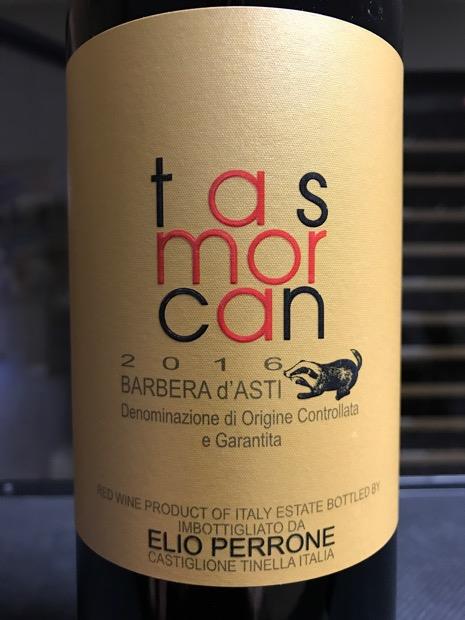 tas
mor
can
2016
BARBERA d'ASTI
Denominazione di Origine Controllata
e Garantita
RED WINE PRODUCT OF ITALY ESTATE BOTTLED BY
IMBOTTIGLIATO DA
ELIO PERRONE
CASTIGLIONE TINELLA ITALIA